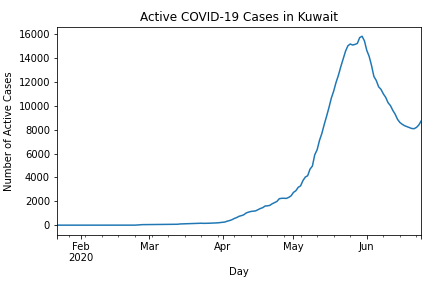 Active COVID-19 Cases in Kuwait
Number of Active Cases
16000
14000
12000
10000
8000
6000
4000
2000
0
Feb Mar Apr May Jun
2020
Day